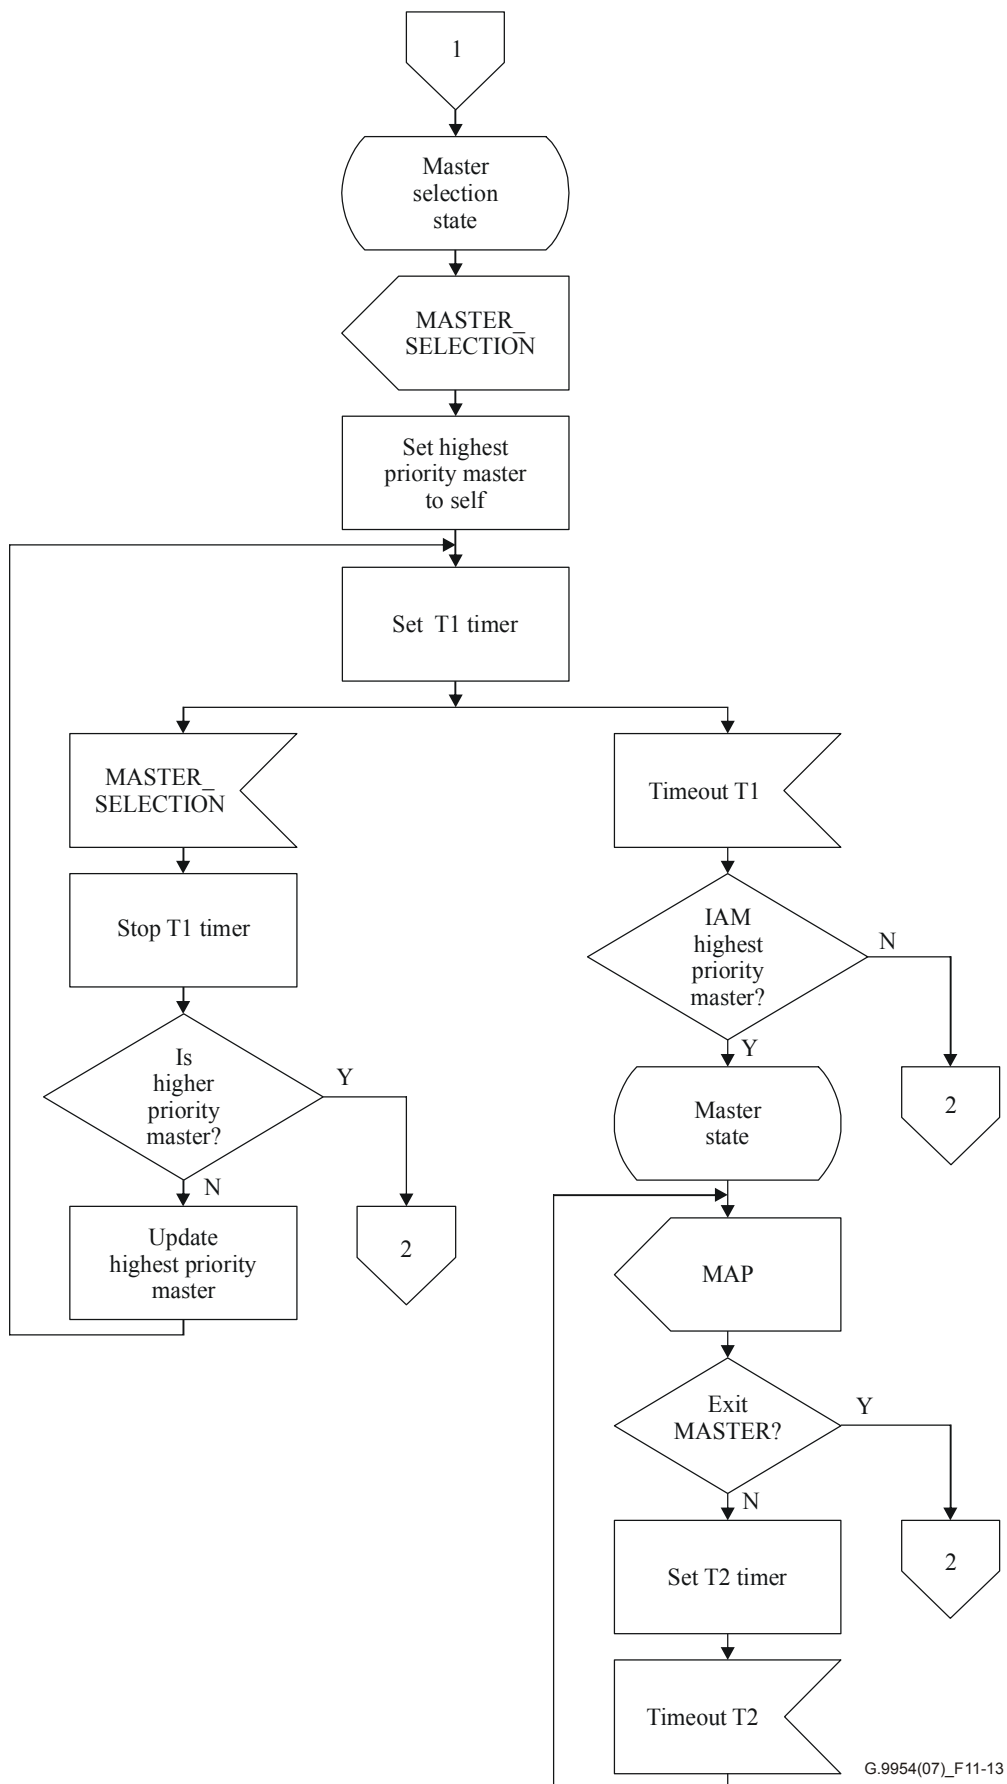 1
Master
selection
state
MASTER_
SELECTION
Set highest
priority master
to self
Set T1 timer
MASTER_
SELECTION
Timeout T1
Stop T1 timer
IAM
highest
priority
master?
N
Y
Is
higher
priority
master?
Y
N
2
Master
state
2
Update
highest priority
master
MAP
Exit
MASTER?
Y
N
2
Set T2 timer
Timeout T2
G.9954(07)_F11-13